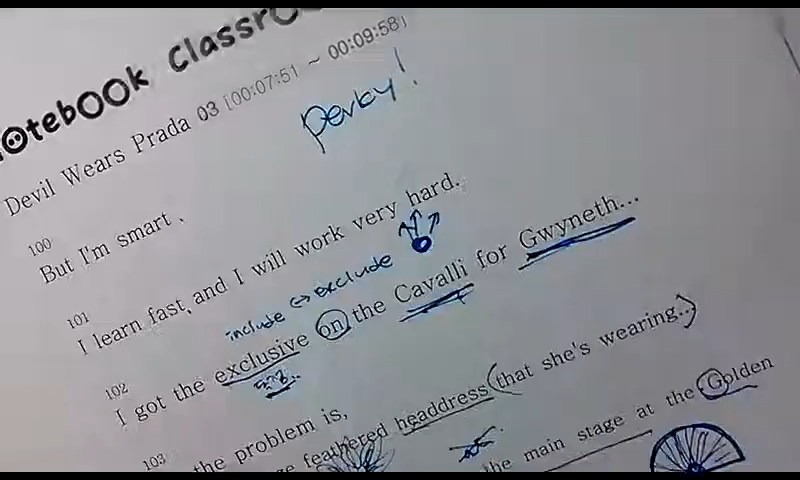 NotebOOk ClassrOO
Devil Wears Prada 03 [00:07:51 ~ 00:09:58]
perky!
100
But I'm smart .
101
I learn fast, and I will work very hard.
include ↔ exclude
102
I got the exclusive on the Cavalli for Gwyneth...
103
the problem is,
feathered headdress (that she's wearing..)
the main stage at the Golden